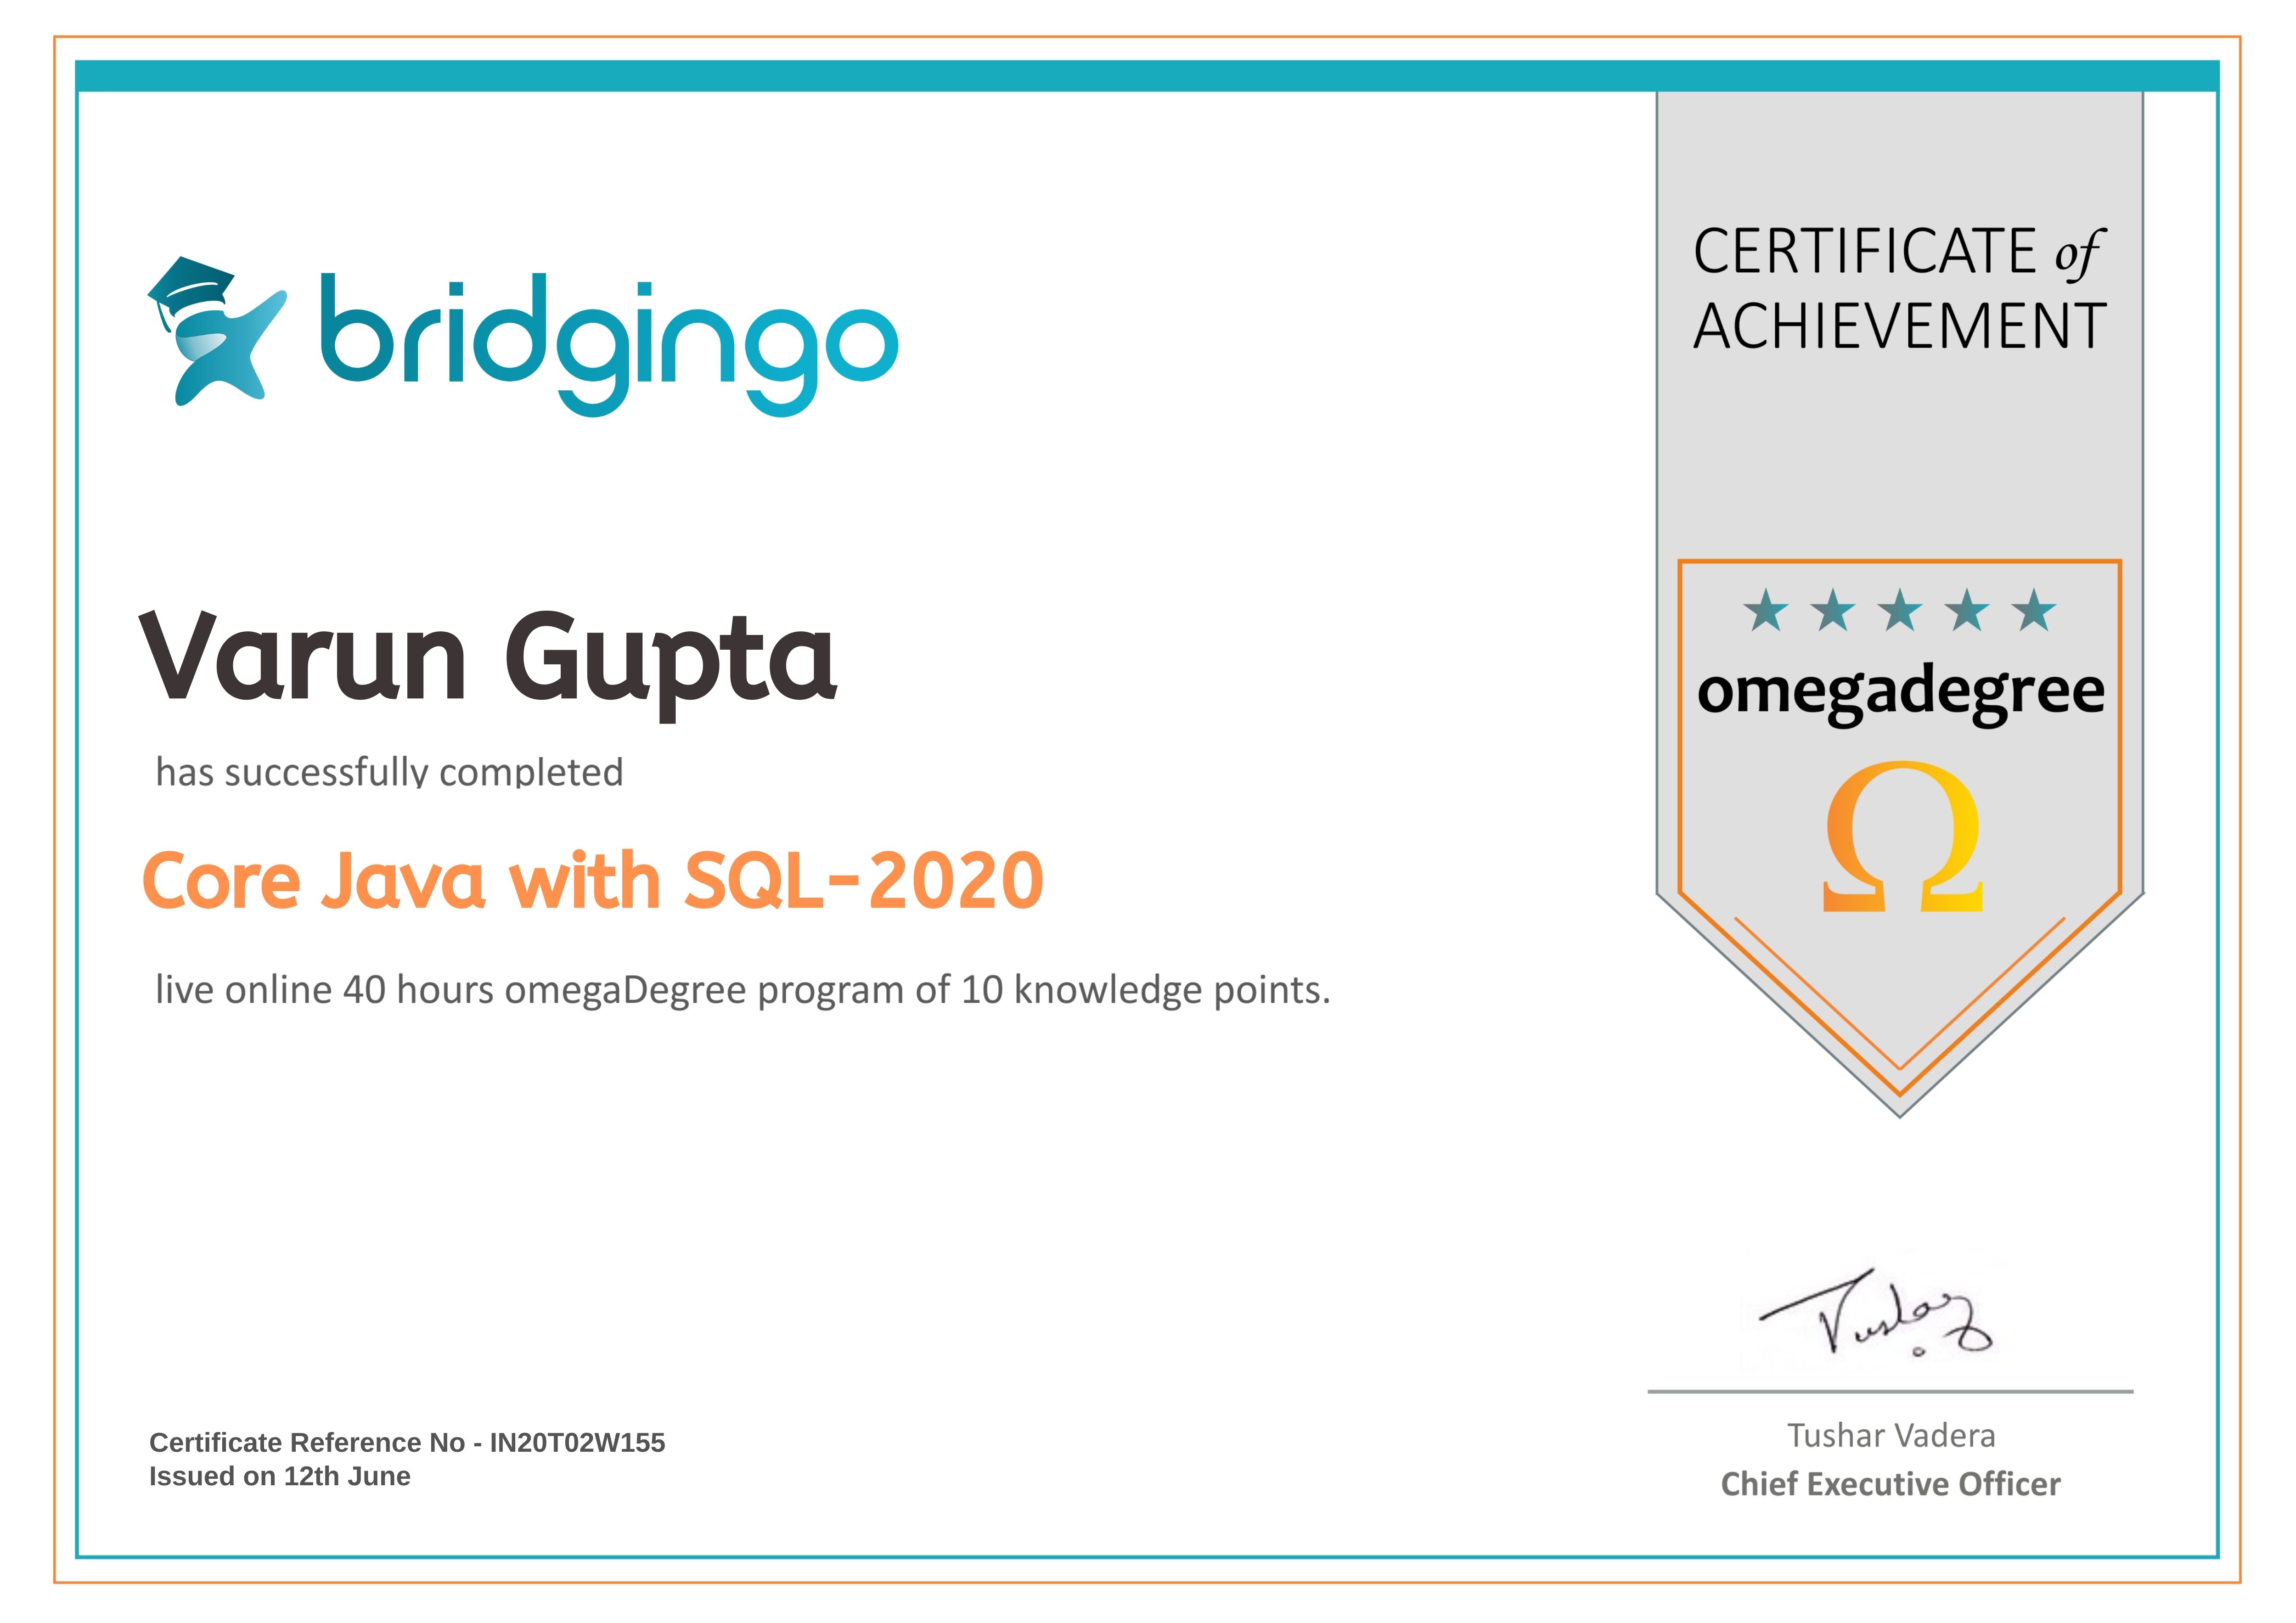 bridgingo
CERTIFICATE of
ACHIEVEMENT
Varun Gupta
has successfully completed
Core Java with SQL-2020
live online 40 hours omegaDegree program of 10 knowledge points.
omegadegree
Ω
Tushar
Tushar Vadera
Chief Executive Officer
Certificate Reference No - IN20T02W155
Issued on 12th June